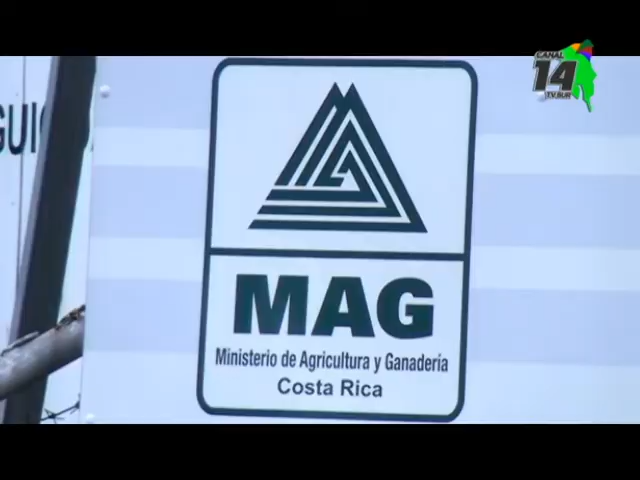 CANAL
14
TV.SUR
MAG
Ministerio de Agricultura y Ganadería
Costa Rica